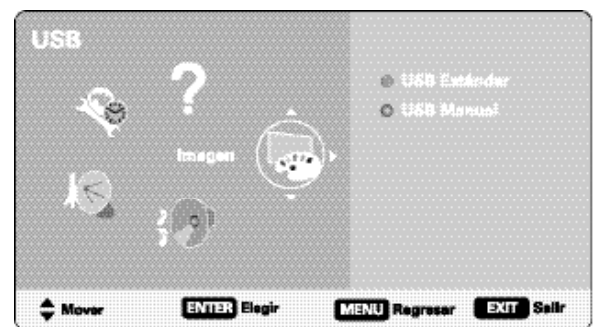 USB
?
USB Estándar
USB Manual
Imagen
Mover
ENTER Elegir
MENU Regresar
EXIT Salir